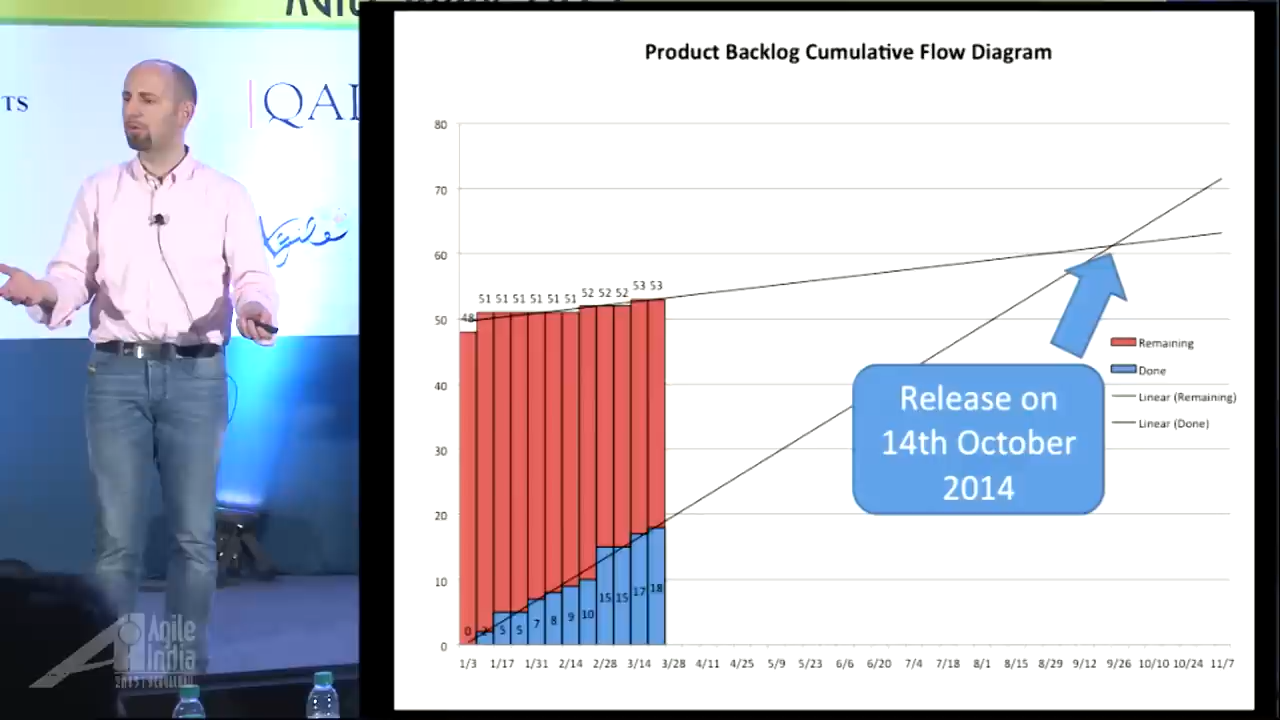 TS
QAI
Agile
Agile
India
Product Backlog Cumulative Flow Diagram
80
70
60
50
40
30
20
10
0
48 51 51 51 51 51 51 52 52 52 53 53
0 2 5 5 7 8 9 10 15 15 17 18
1/3 1/17 1/31 2/14 2/28 3/14 3/28 4/11 4/25 5/9 5/23 6/6 6/20 7/4 7/18 8/1 8/15 8/29 9/12 9/26 10/10 10/24 11/7
Release on
14th October
2014
Remaining
Done
Linear (Remaining)
Linear (Done)